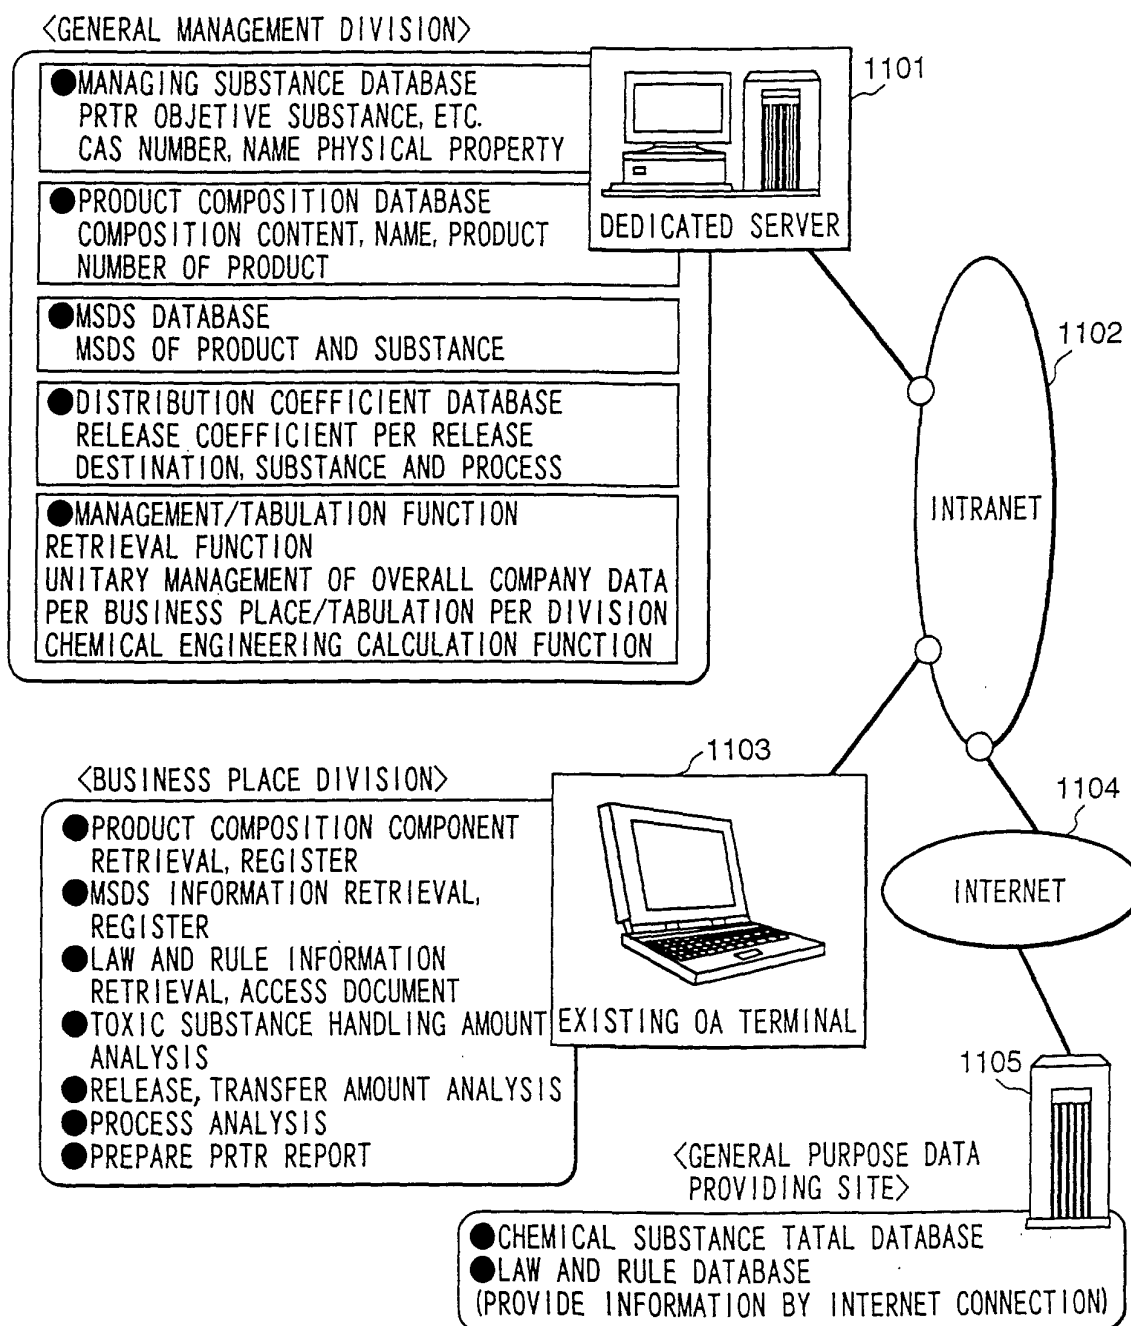 <GENERAL MANAGEMENT DIVISION>
●MANAGING SUBSTANCE DATABASE
PRTR OBJETIVE SUBSTANCE, ETC.
CAS NUMBER, NAME PHYSICAL PROPERTY
●PRODUCT COMPOSITION DATABASE
COMPOSITION CONTENT, NAME, PRODUCT
NUMBER OF PRODUCT
●MSDS DATABASE
MSDS OF PRODUCT AND SUBSTANCE
●DISTRIBUTION COEFFICIENT DATABASE
RELEASE COEFFICIENT PER RELEASE
DESTINATION, SUBSTANCE AND PROCESS
●MANAGEMENT/TABULATION FUNCTION
RETRIEVAL FUNCTION
UNITARY MANAGEMENT OF OVERALL COMPANY DATA
PER BUSINESS PLACE/TABULATION PER DIVISION
CHEMICAL ENGINEERING CALCULATION FUNCTION
1101
DEDICATED SERVER
1102
INTRANET
<BUSINESS PLACE DIVISION>
●PRODUCT COMPOSITION COMPONENT
RETRIEVAL, REGISTER
●MSDS INFORMATION RETRIEVAL,
REGISTER
●LAW AND RULE INFORMATION
RETRIEVAL, ACCESS DOCUMENT
●TOXIC SUBSTANCE HANDLING AMOUNT
ANALYSIS
●RELEASE, TRANSFER AMOUNT ANALYSIS
●PROCESS ANALYSIS
●PREPARE PRTR REPORT
1103
EXISTING OA TERMINAL
1104
INTERNET
1105
<GENERAL PURPOSE DATA
PROVIDING SITE>
●CHEMICAL SUBSTANCE TATAL DATABASE
●LAW AND RULE DATABASE
(PROVIDE INFORMATION BY INTERNET CONNECTION)